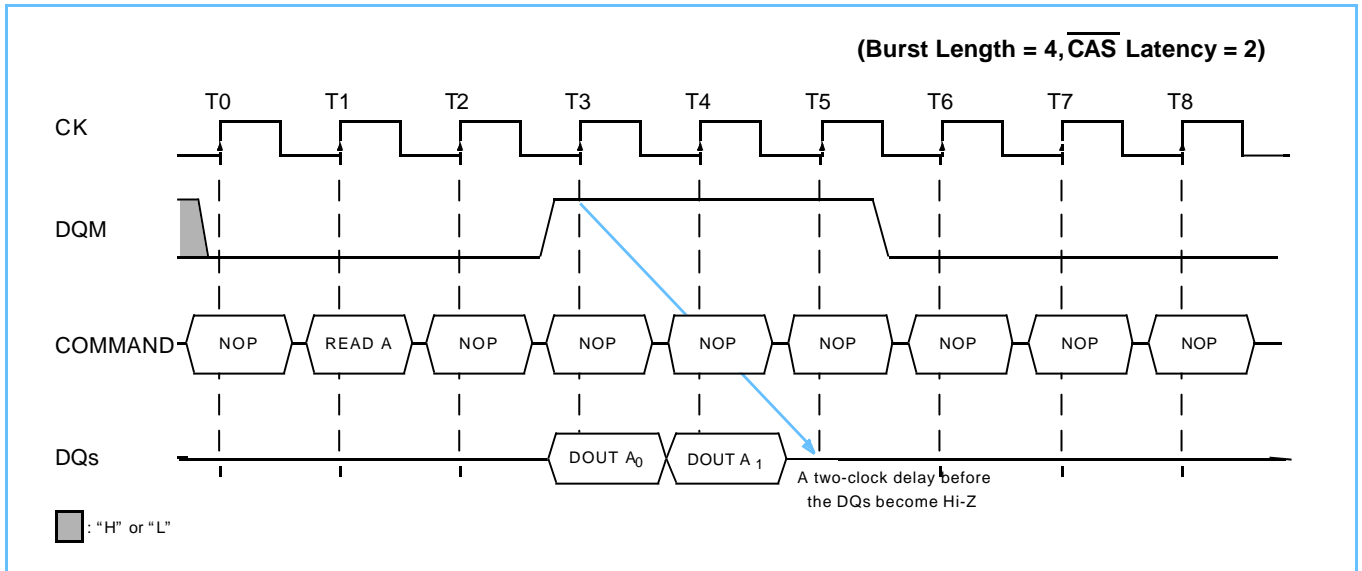 (Burst Length = 4, CAS Latency = 2)
T0 T1 T2 T3 T4 T5 T6 T7 T8
CK
DQM
COMMAND NOP READ A NOP NOP NOP NOP NOP NOP NOP
DQs DOUT A0 DOUT A 1
A two-clock delay before
the DQs become Hi-Z
: “H” or “L”